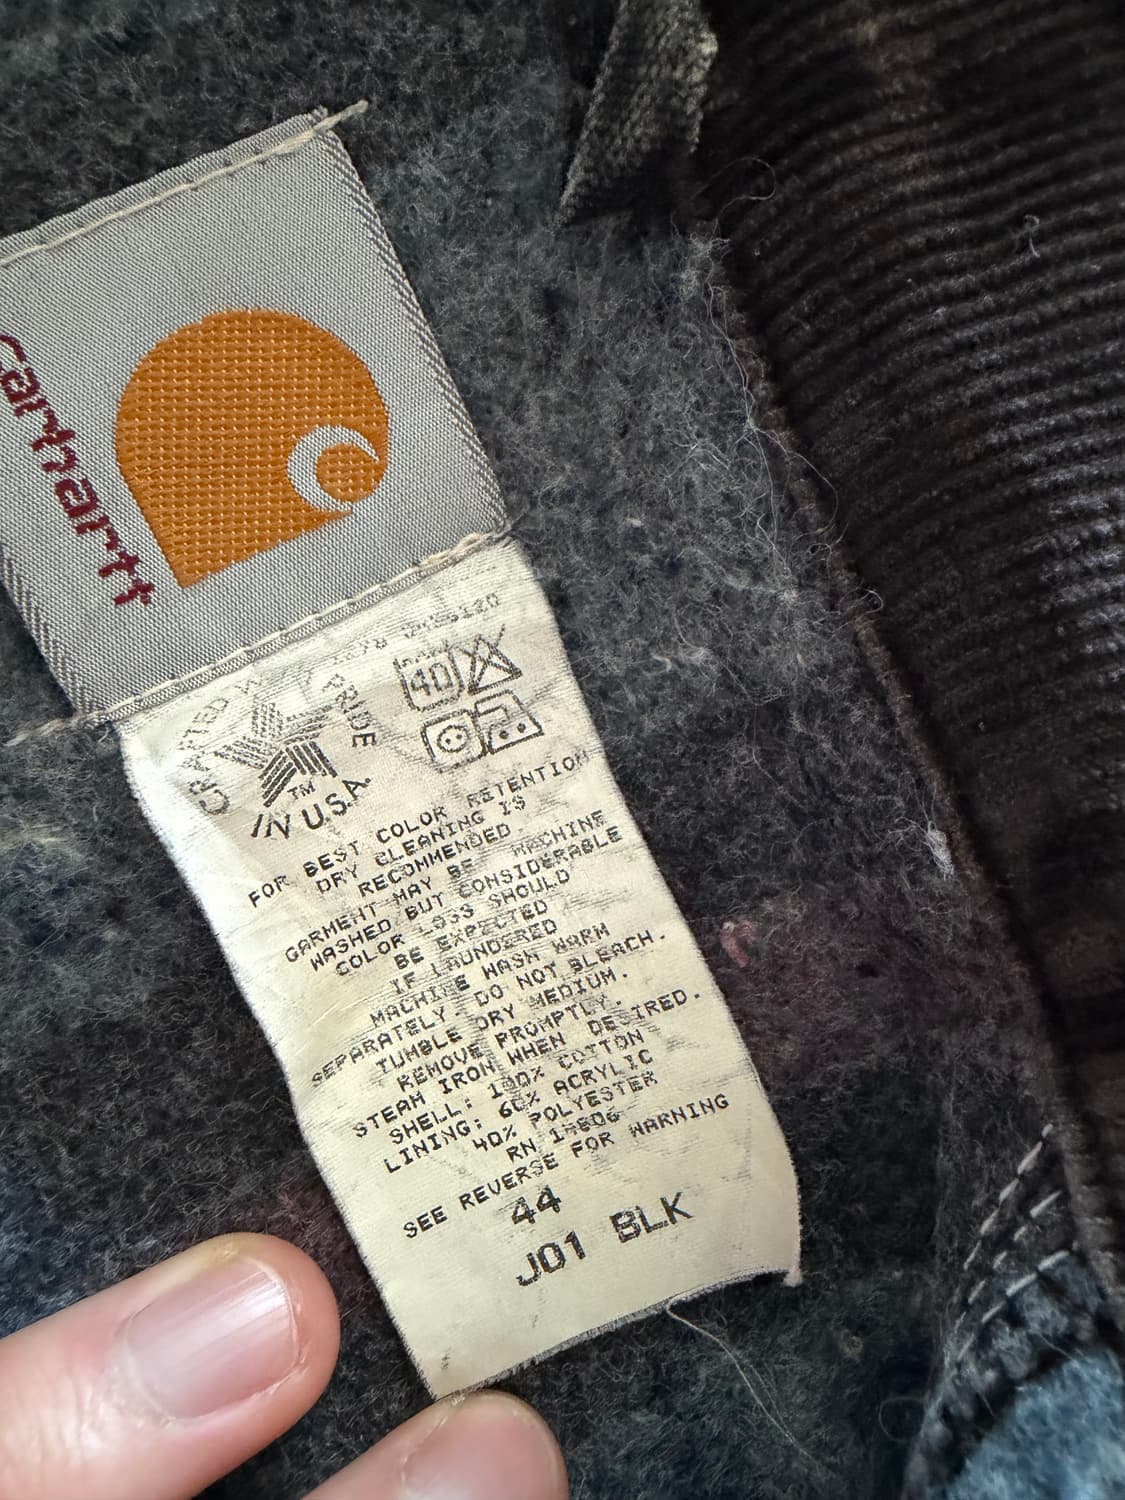 carhartt
40
CRAFTED
PRIDE
TM
IN U.S.A.
FOR BEST COLOR RETENTION
DRY CLEANING IS
RECOMMENDED.
GARMENT MAY BE MACHINE
WASHED BUT CONSIDERABLE
COLOR LOSS SHOULD
BE EXPECTED
IF LAUNDERED
MACHINE WASH WARM
SEPARATELY. DO NOT BLEACH.
TUMBLE DRY MEDIUM.
REMOVE PROMPTLY.
STEAM IRON WHEN DESIRED.
SHELL: 100% COTTON
LINING: 60% ACRYLIC
40% POLYESTER
RN 14806
SEE REVERSE FOR WARNING
44
J01 BLK